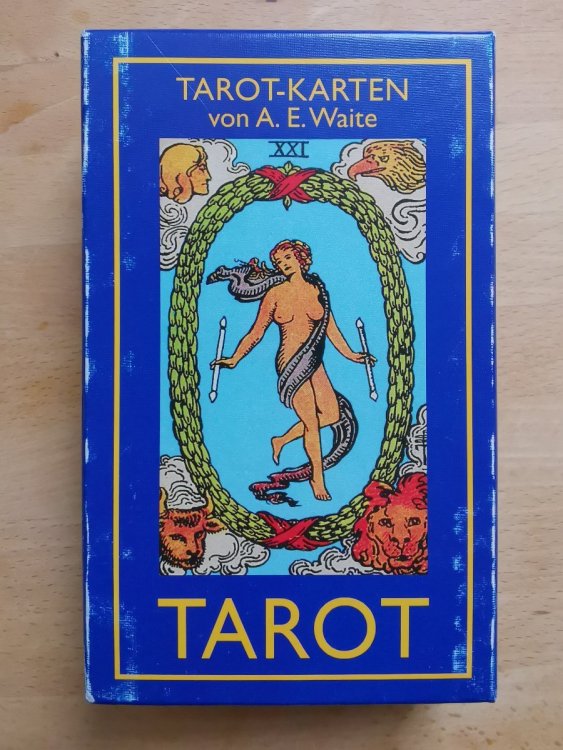 TAROT-KARTEN
von A. E. Waite
XXI
TAROT